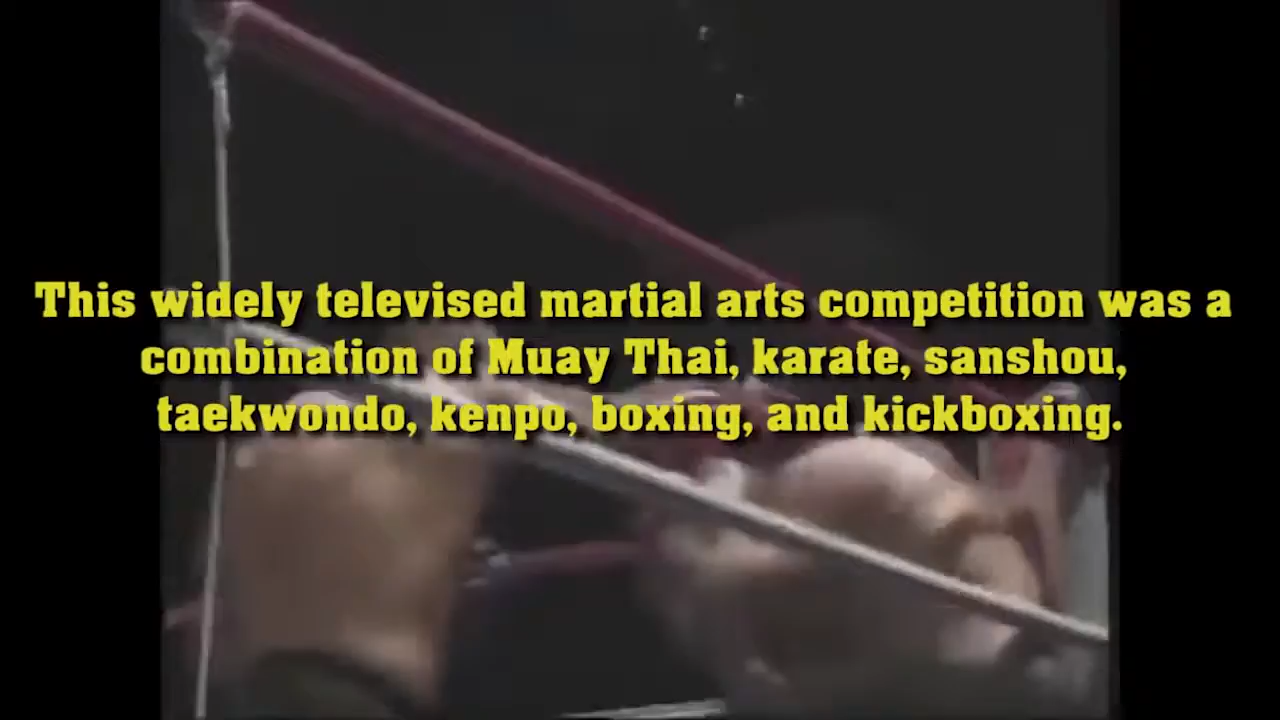 This widely televised martial arts competition was a
combination of Muay Thai, karate, sanshou,
taekwondo, kenpo, boxing, and kickboxing.